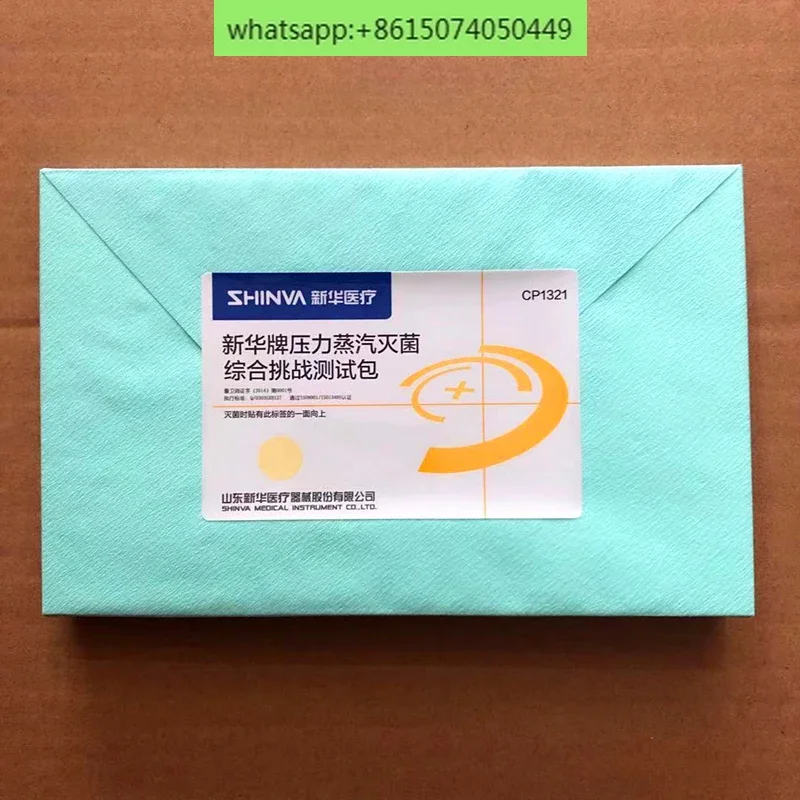 whatsapp:+8615074050449
SHINVA 新华医疗
CP1321
新华牌压力蒸汽灭菌
综合挑战测试包
灭菌时贴有此标签的一面向上
山东新华医疗器械股份有限公司
SHINVA MEDICAL INSTRUMENT CO.,LTD.